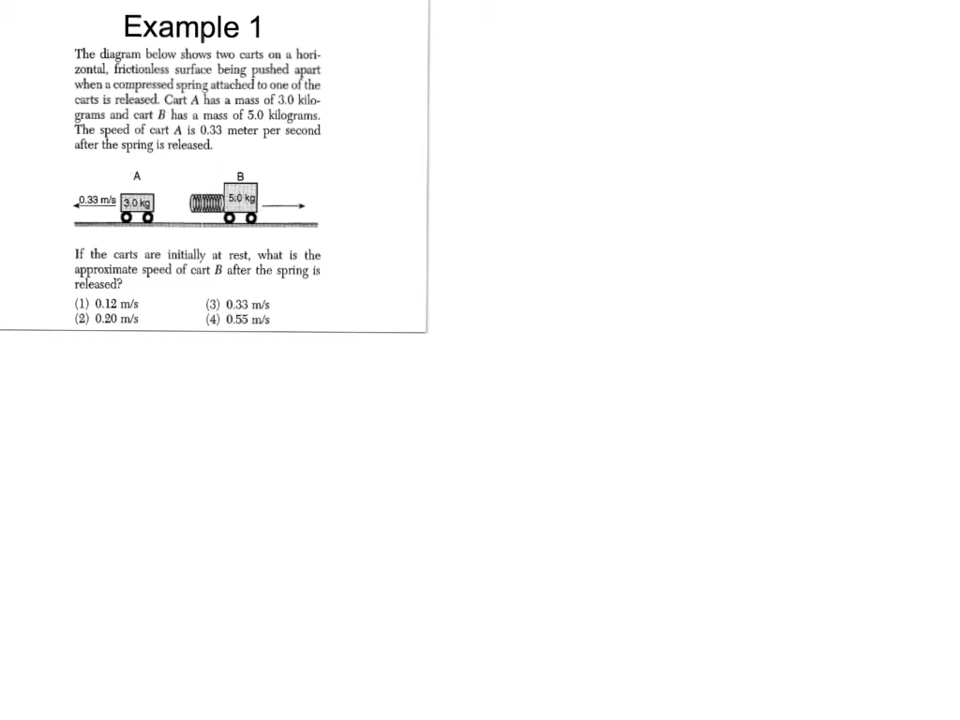 Example 1
The diagram below shows two carts on a hori-
zontal, frictionless surface being pushed apart
when a compressed spring attached to one of the
carts is released. Cart A has a mass of 3.0 kilo-
grams and cart B has a mass of 5.0 kilograms.
The speed of cart A is 0.33 meter per second
after the spring is released.
A B
0.33 m/s 3.0 kg 5.0 kg
If the carts are initially at rest, what is the
approximate speed of cart B after the spring is
released?
(1) 0.12 m/s (3) 0.33 m/s
(2) 0.20 m/s (4) 0.55 m/s